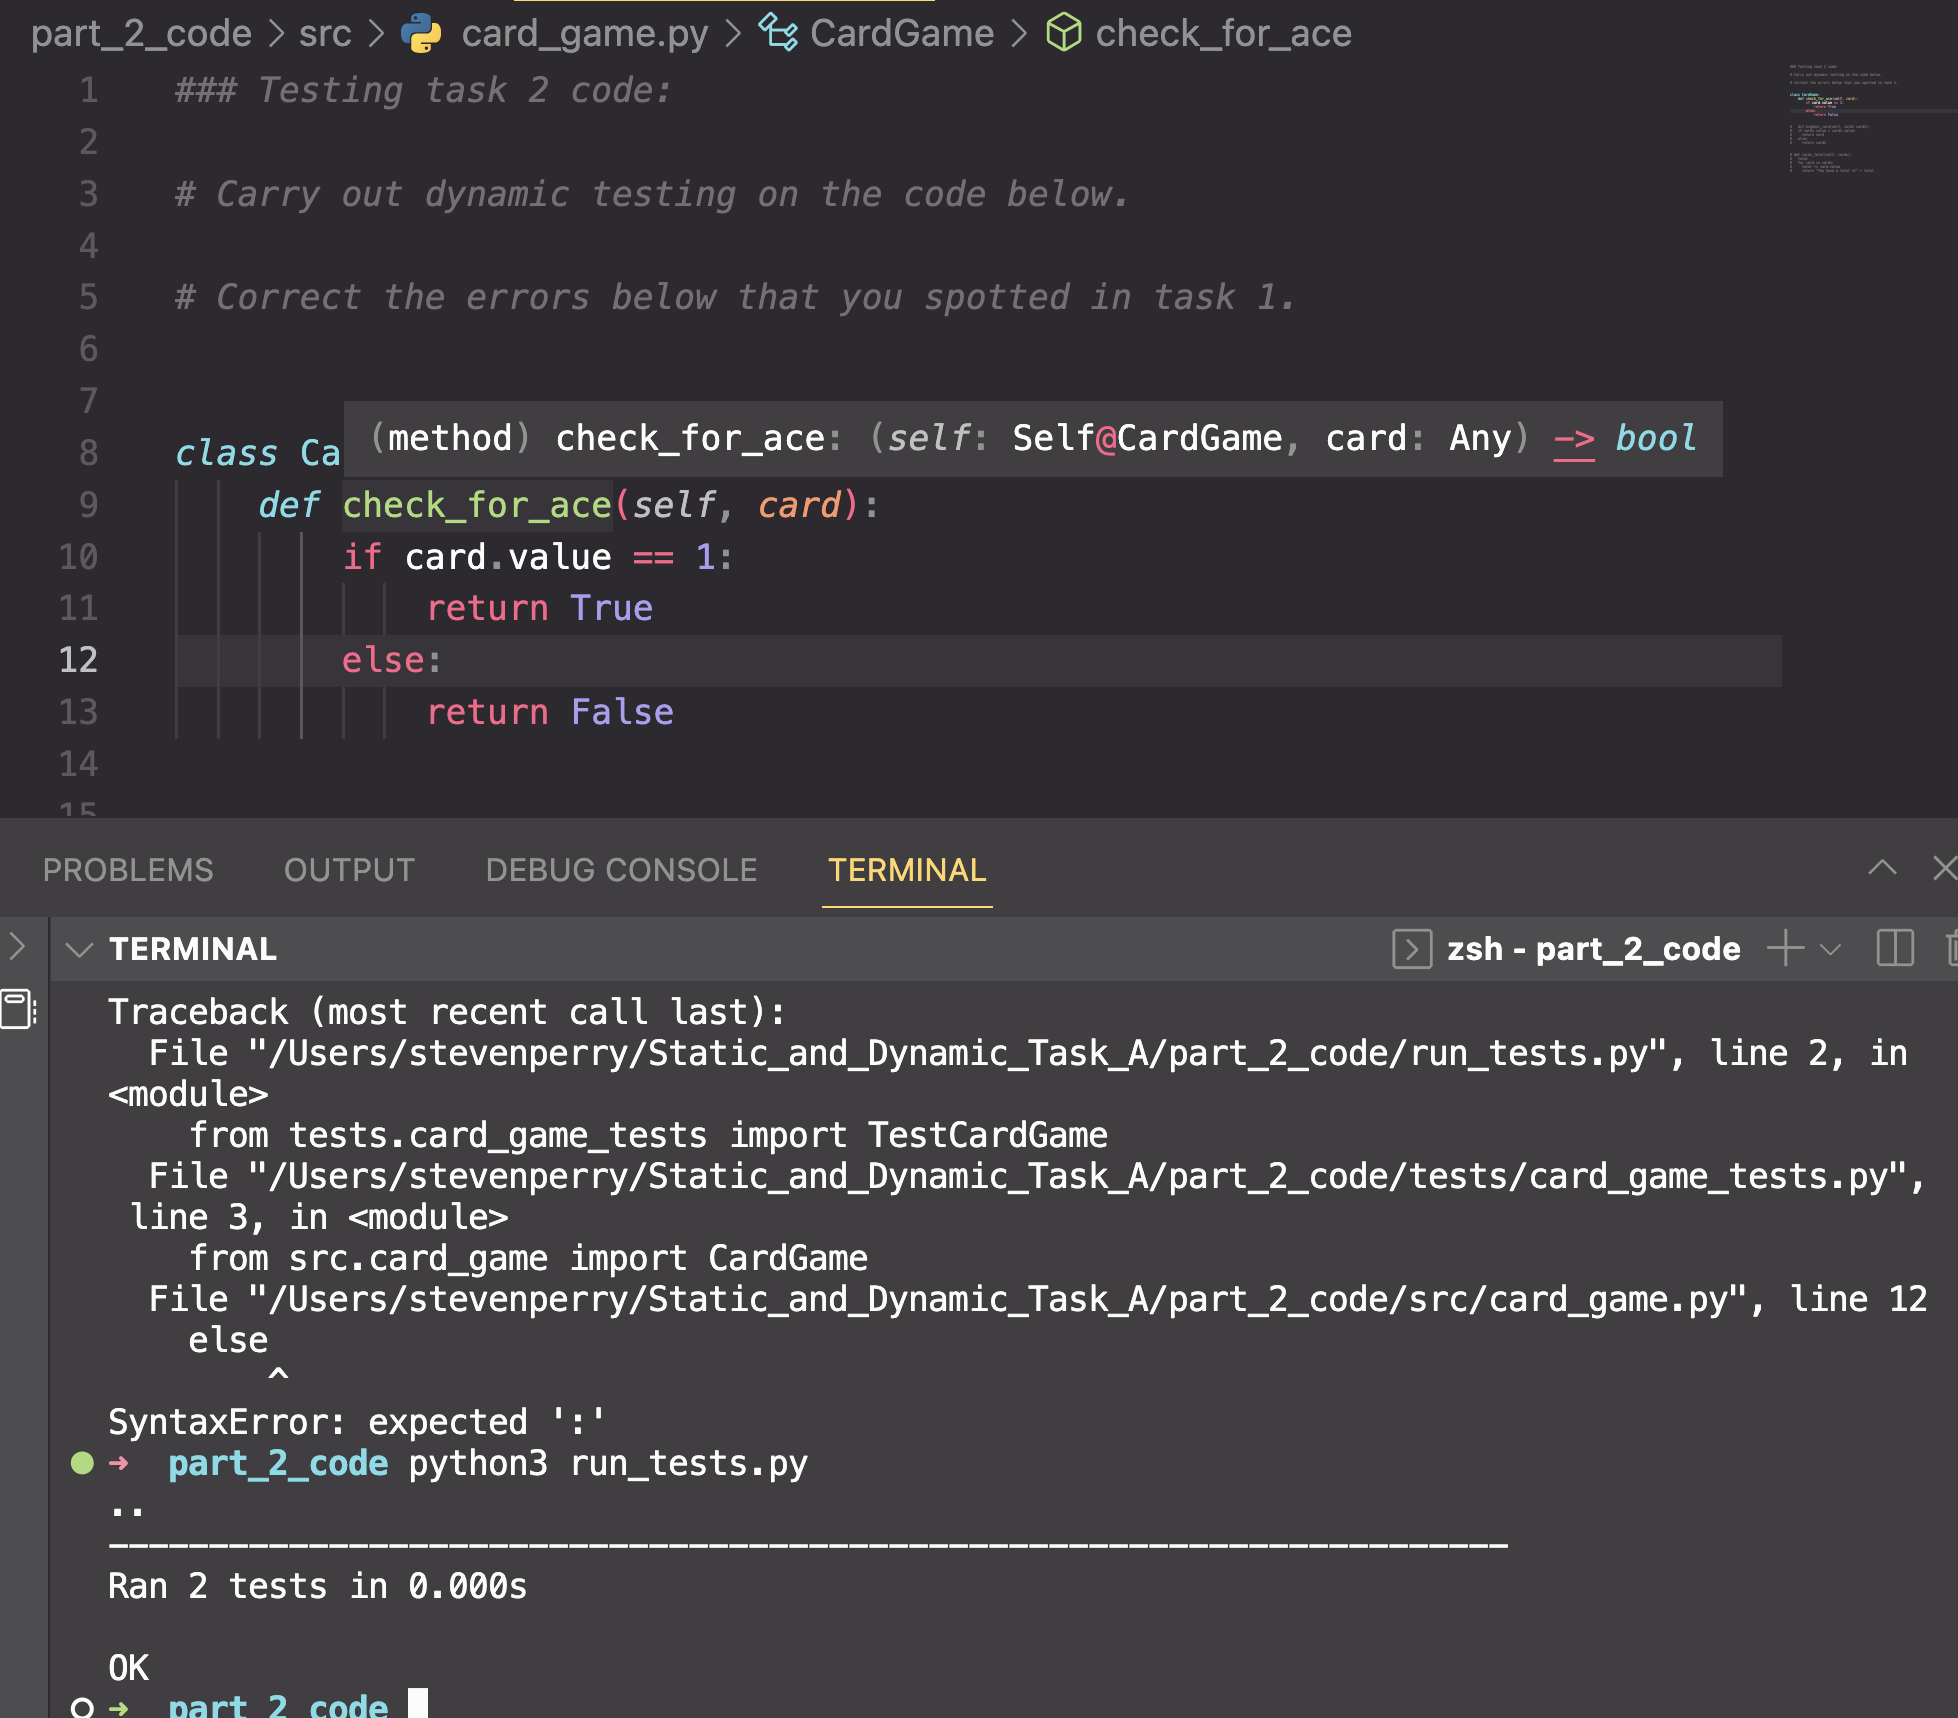 part_2_code > src > card_game.py > CardGame > check_for_ace
1 ### Testing task 2 code:
2
3 # Carry out dynamic testing on the code below.
4
5 # Correct the errors below that you spotted in task 1.
6
7
(method) check_for_ace: (self: Self@CardGame, card: Any) -> bool
8 class Ca
9 def check_for_ace(self, card):
10 if card.value == 1:
11 return True
12 else:
13 return False
14
15
PROBLEMS OUTPUT DEBUG CONSOLE TERMINAL
TERMINAL zsh - part_2_code
Traceback (most recent call last):
File "/Users/stevenperry/Static_and_Dynamic_Task_A/part_2_code/run_tests.py", line 2, in
<module>
from tests.card_game_tests import TestCardGame
File "/Users/stevenperry/Static_and_Dynamic_Task_A/part_2_code/tests/card_game_tests.py",
line 3, in <module>
from src.card_game import CardGame
File "/Users/stevenperry/Static_and_Dynamic_Task_A/part_2_code/src/card_game.py", line 12
else
^
SyntaxError: expected ':'
➜ part_2_code python3 run_tests.py
..
----------------------------------------------------------------------
Ran 2 tests in 0.000s
OK
➜ part_2_code